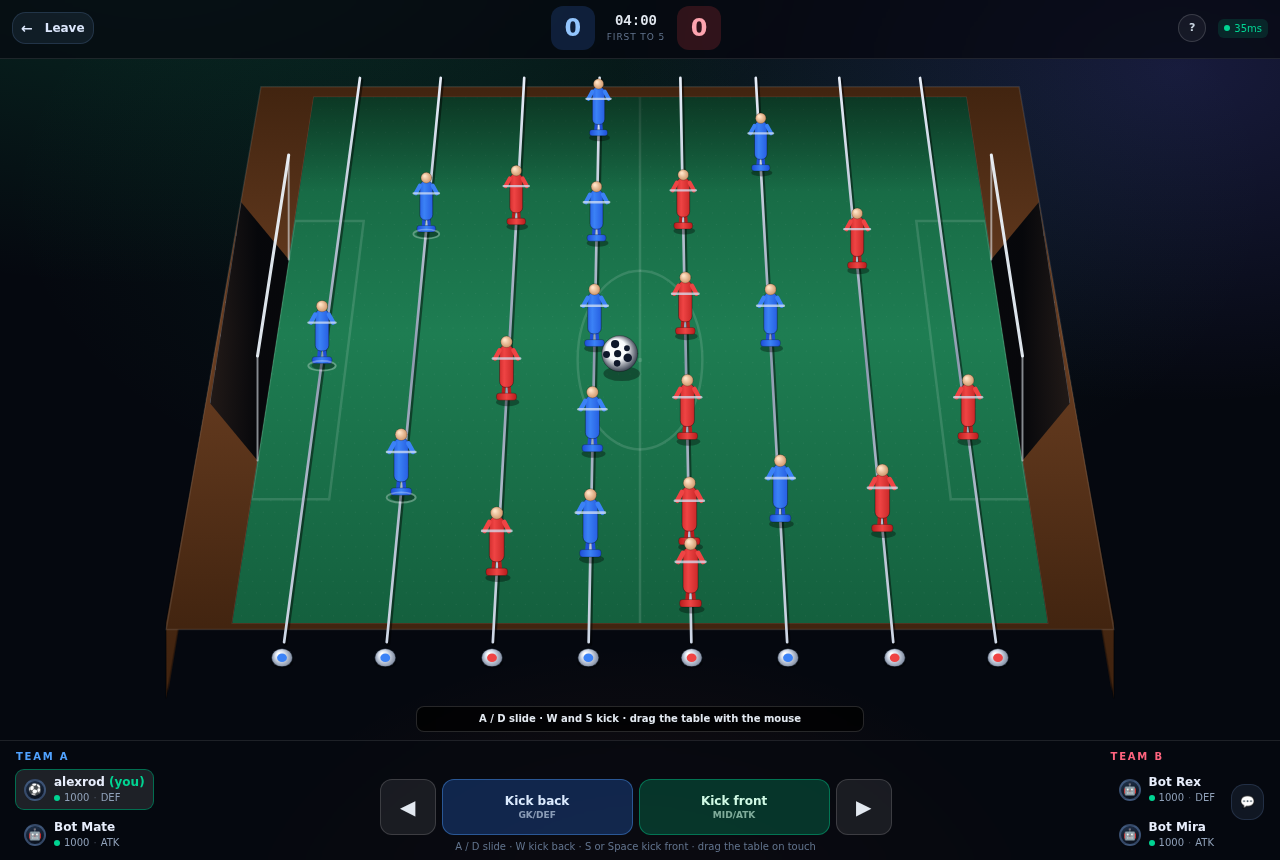 ← Leave
0
04:00
FIRST TO 5
0
?
35ms
A / D slide · W and S kick · drag the table with the mouse
TEAM A
alexrod (you)
1000 · DEF
Bot Mate
1000 · ATK
◀
Kick back
GK/DEF
Kick front
MID/ATK
▶
A / D slide · W kick back · S or Space kick front · drag the table on touch
TEAM B
Bot Rex
1000 · DEF
Bot Mira
1000 · ATK